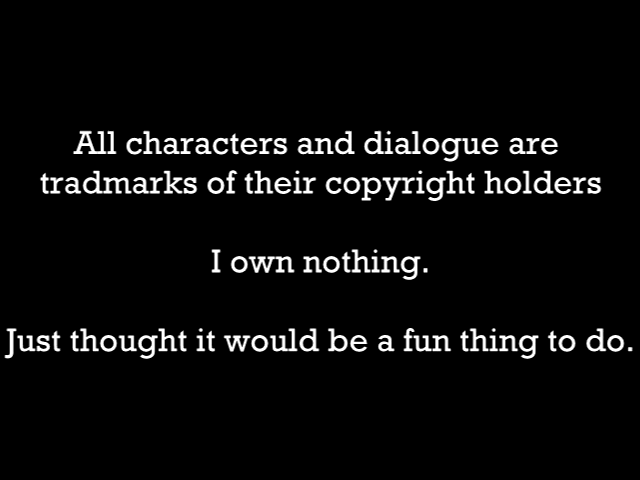 All characters and dialogue are
tradmarks of their copyright holders
I own nothing.
Just thought it would be a fun thing to do.